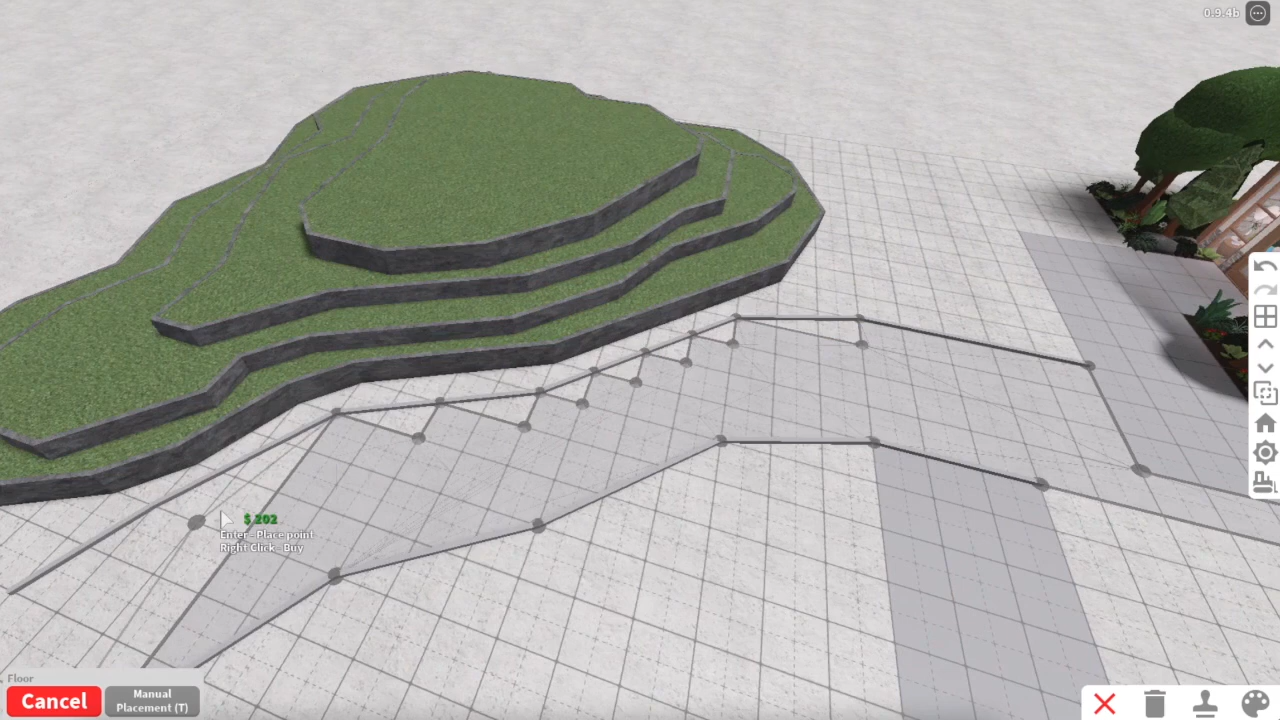 0.9.4b
$ 202
Enter - Place point
Right Click - Buy
Floor
Cancel
Manual
Placement (T)